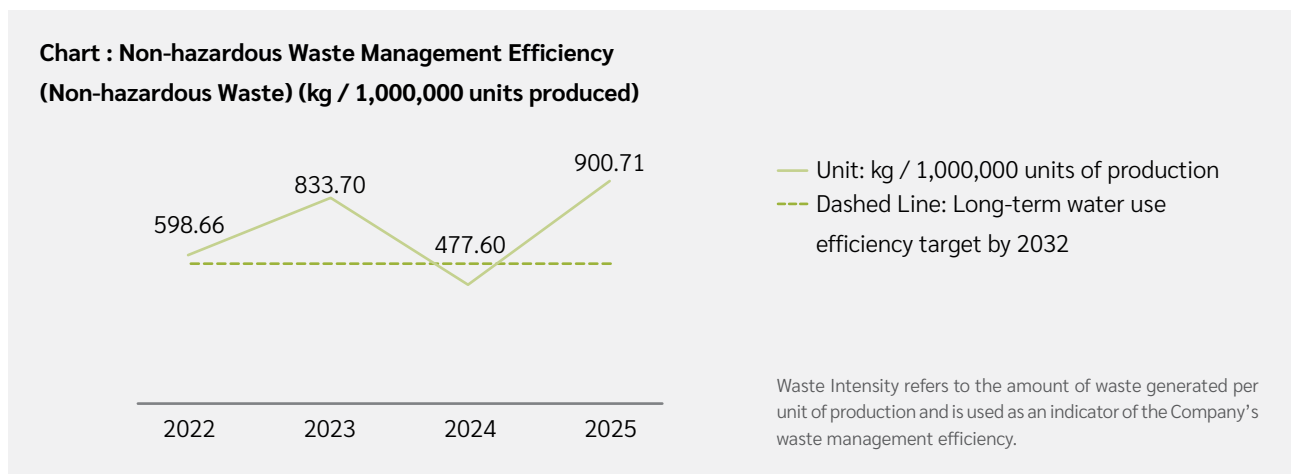 Chart : Non-hazardous Waste Management Efficiency
(Non-hazardous Waste) (kg / 1,000,000 units produced)
598.66
833.70
477.60
900.71
2022
2023
2024
2025
Unit: kg / 1,000,000 units of production
Dashed Line: Long-term water use
efficiency target by 2032
Waste Intensity refers to the amount of waste generated per
unit of production and is used as an indicator of the Company’s
waste management efficiency.